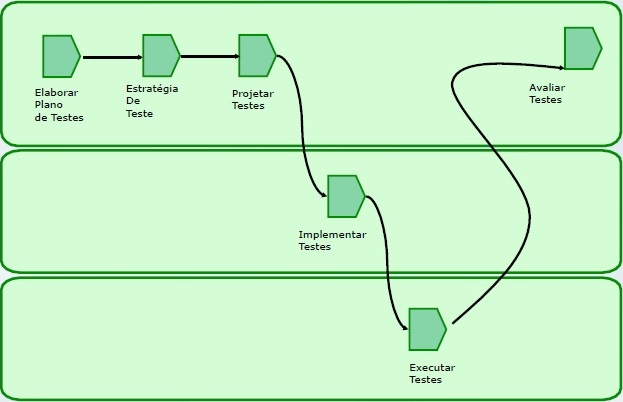 Elaborar
Plano
de Testes
Estratégia
De
Teste
Projetar
Testes
Avaliar
Testes
Implementar
Testes
Executar
Testes